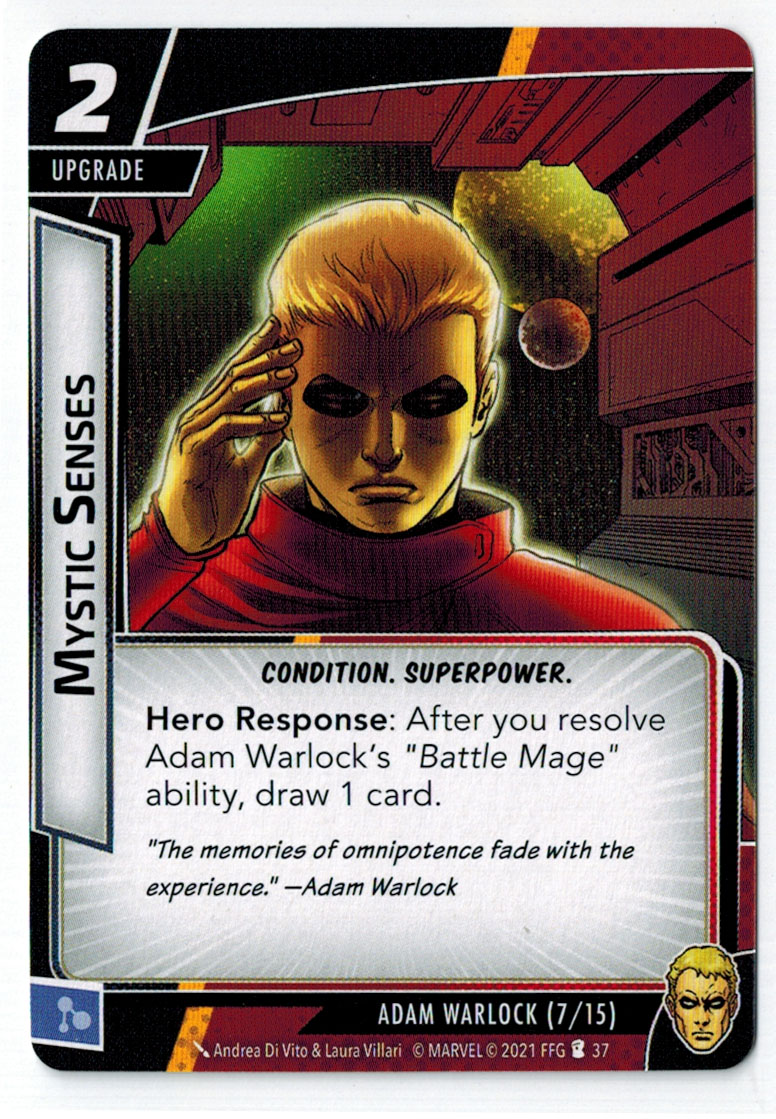 2
UPGRADE
MYSTIC SENSES
CONDITION. SUPERPOWER.
Hero Response: After you resolve
Adam Warlock's "Battle Mage"
ability, draw 1 card.
"The memories of omnipotence fade with the
experience." —Adam Warlock
ADAM WARLOCK (7/15)
Andrea Di Vito & Laura Villari © MARVEL © 2021 FFG 37